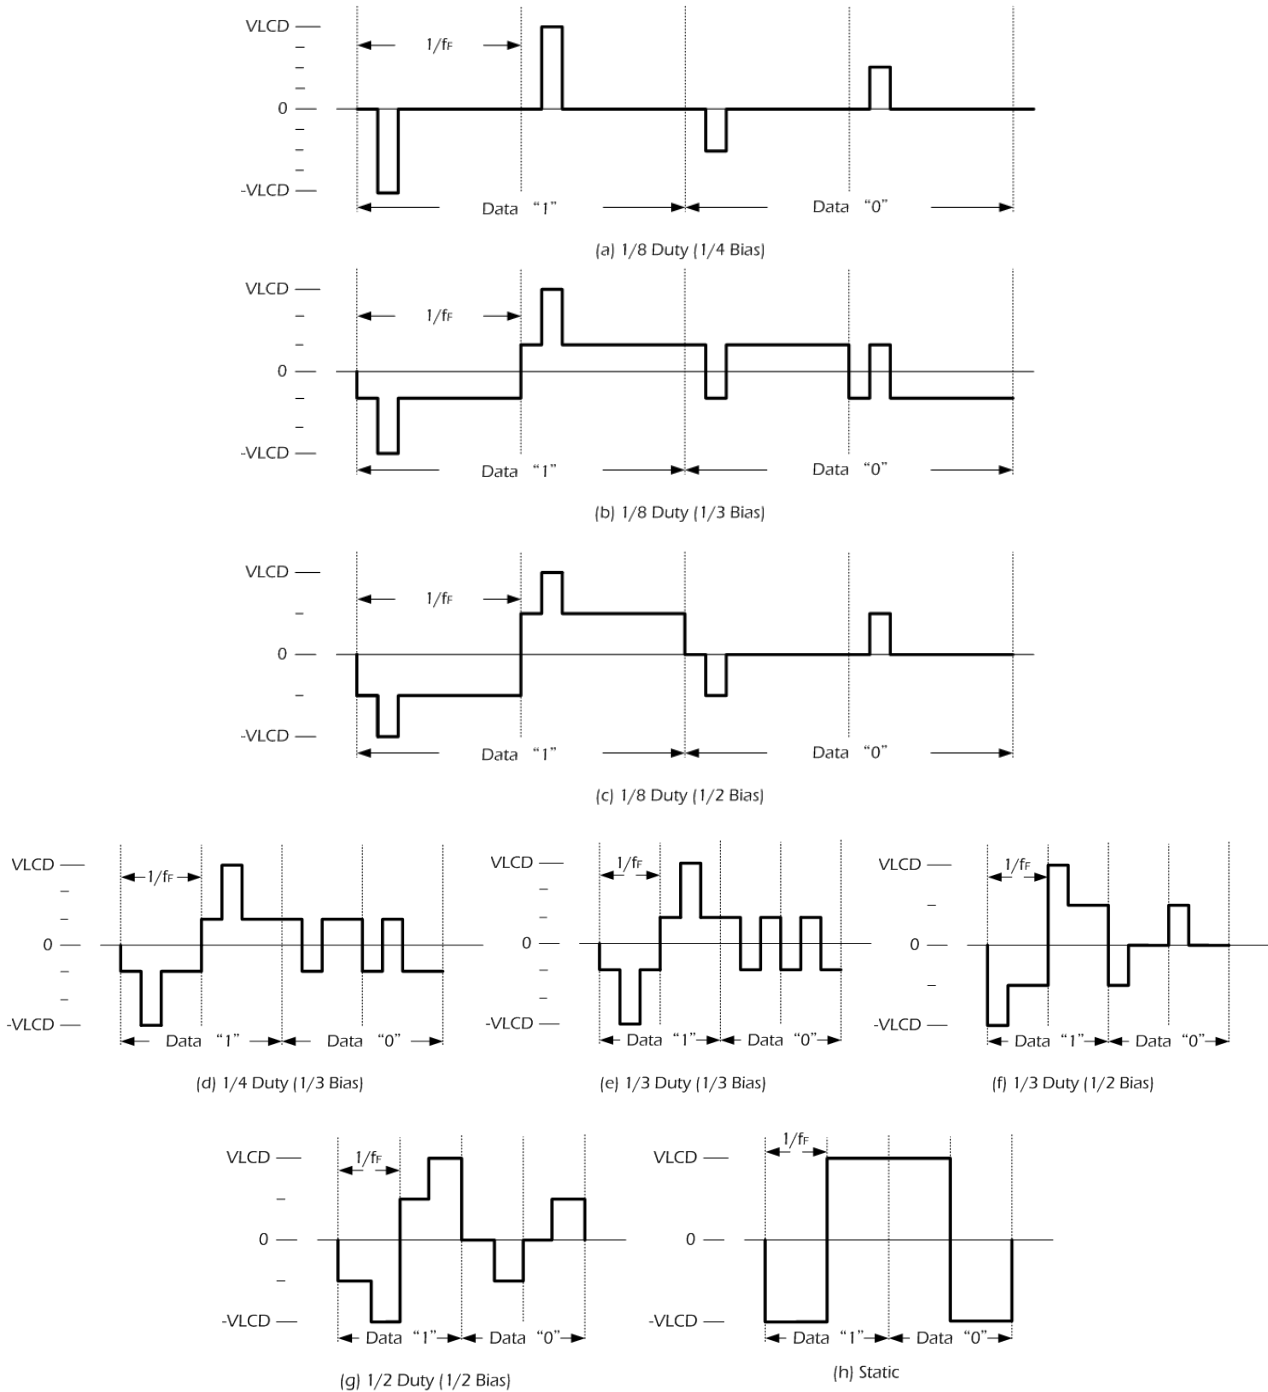 VLCD
1/fF
0
-VLCD
Data “1” Data “0”
(a) 1/8 Duty (1/4 Bias)
VLCD
1/fF
0
-VLCD
Data “1” Data “0”
(b) 1/8 Duty (1/3 Bias)
VLCD
1/fF
0
-VLCD
Data “1” Data “0”
(c) 1/8 Duty (1/2 Bias)
VLCD
1/fF
0
-VLCD
Data “1” Data “0”
(d) 1/4 Duty (1/3 Bias)
VLCD
1/fF
0
-VLCD
Data “1” Data “0”
(e) 1/3 Duty (1/3 Bias)
VLCD
1/fF
0
-VLCD
Data “1” Data “0”
(f) 1/3 Duty (1/2 Bias)
VLCD
1/fF
0
-VLCD
Data “1” Data “0”
(g) 1/2 Duty (1/2 Bias)
1/fF
VLCD
0
-VLCD
Data “1” Data “0”
(h) Static